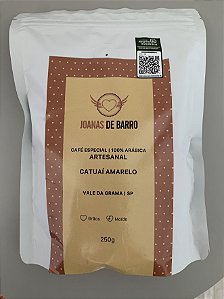 JOANAS DE BARRO
CAFÉ ESPECIAL | 100% ARÁBICA
ARTESANAL
CATUAÍ AMARELO
VALE DA GRAMA | SP
Grãos Moído
250g